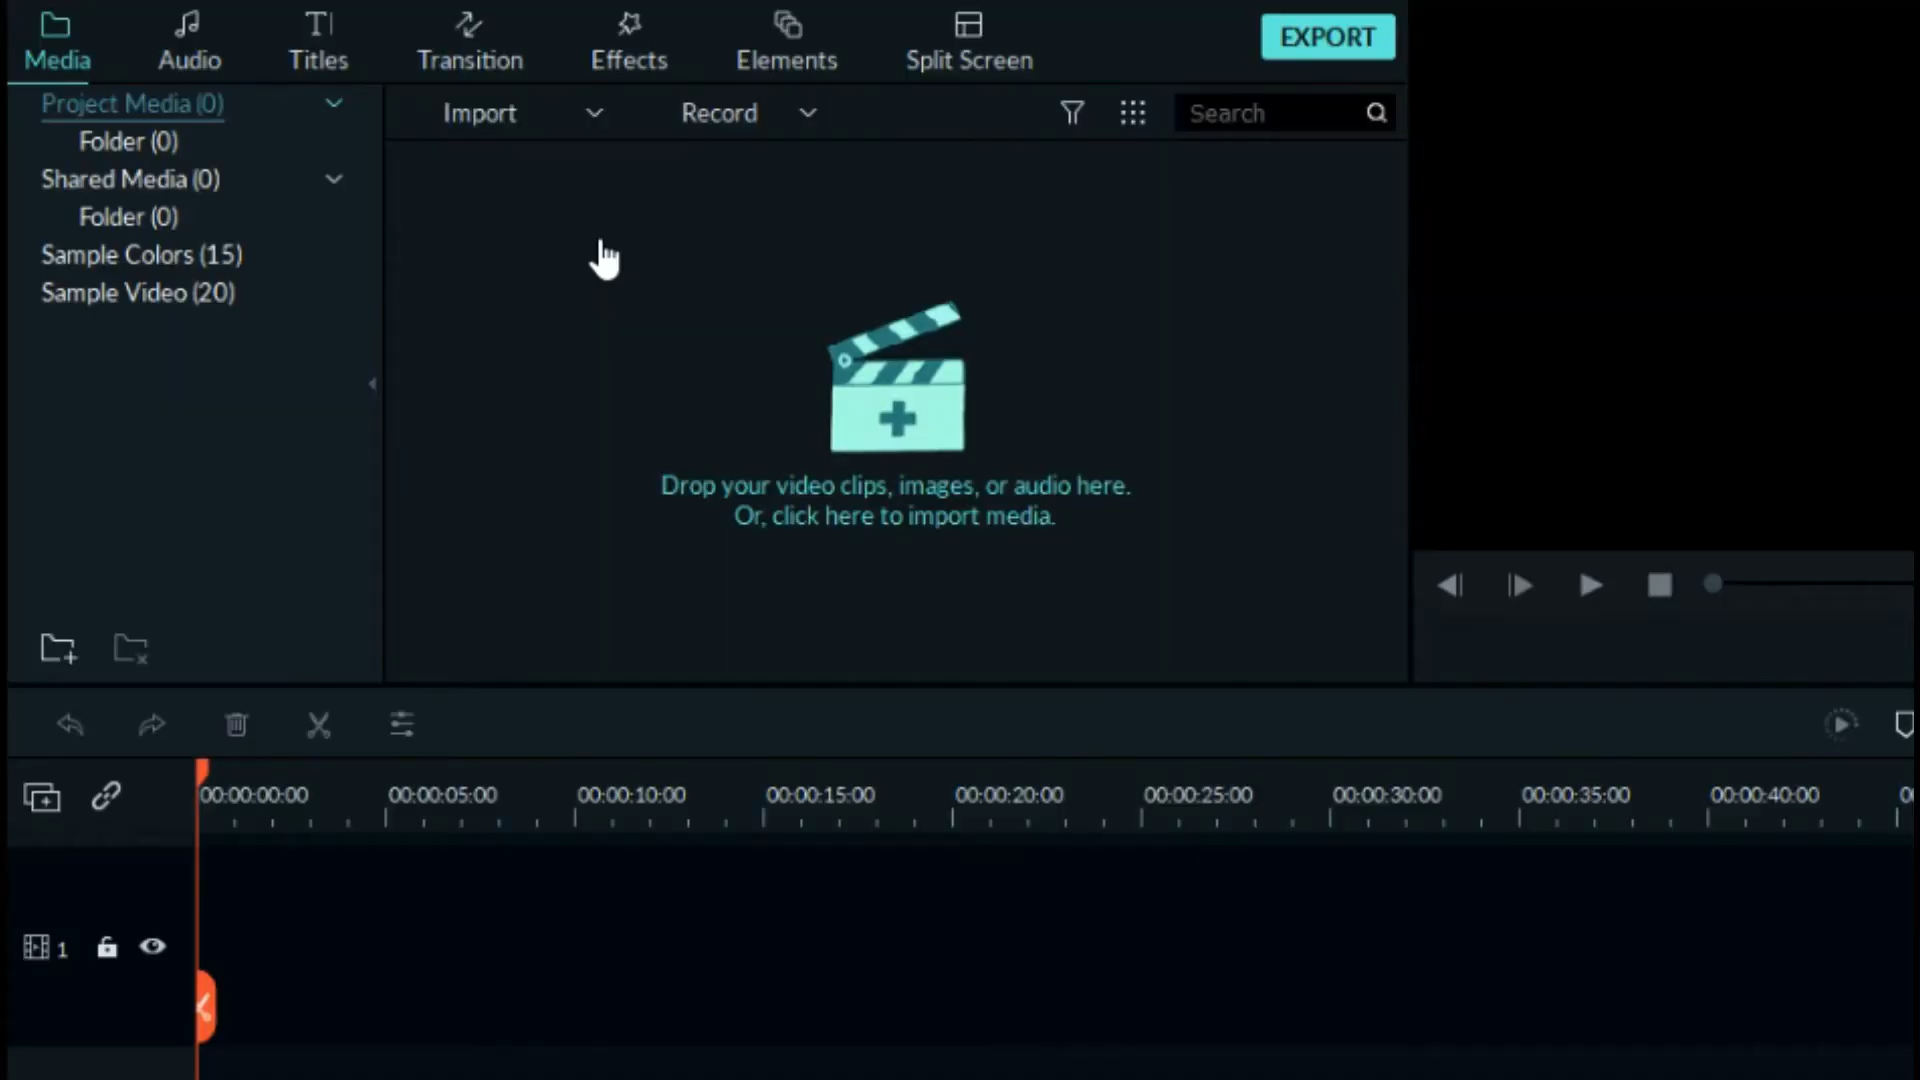 Media
Audio
Titles
Transition
Effects
Elements
Split Screen
EXPORT
Project Media (0)
Folder (0)
Shared Media (0)
Folder (0)
Sample Colors (15)
Sample Video (20)
Import
Record
Search
Drop your video clips, images, or audio here.
Or, click here to import media.
00:00:00:00
00:00:05:00
00:00:10:00
00:00:15:00
00:00:20:00
00:00:25:00
00:00:30:00
00:00:35:00
00:00:40:00
1